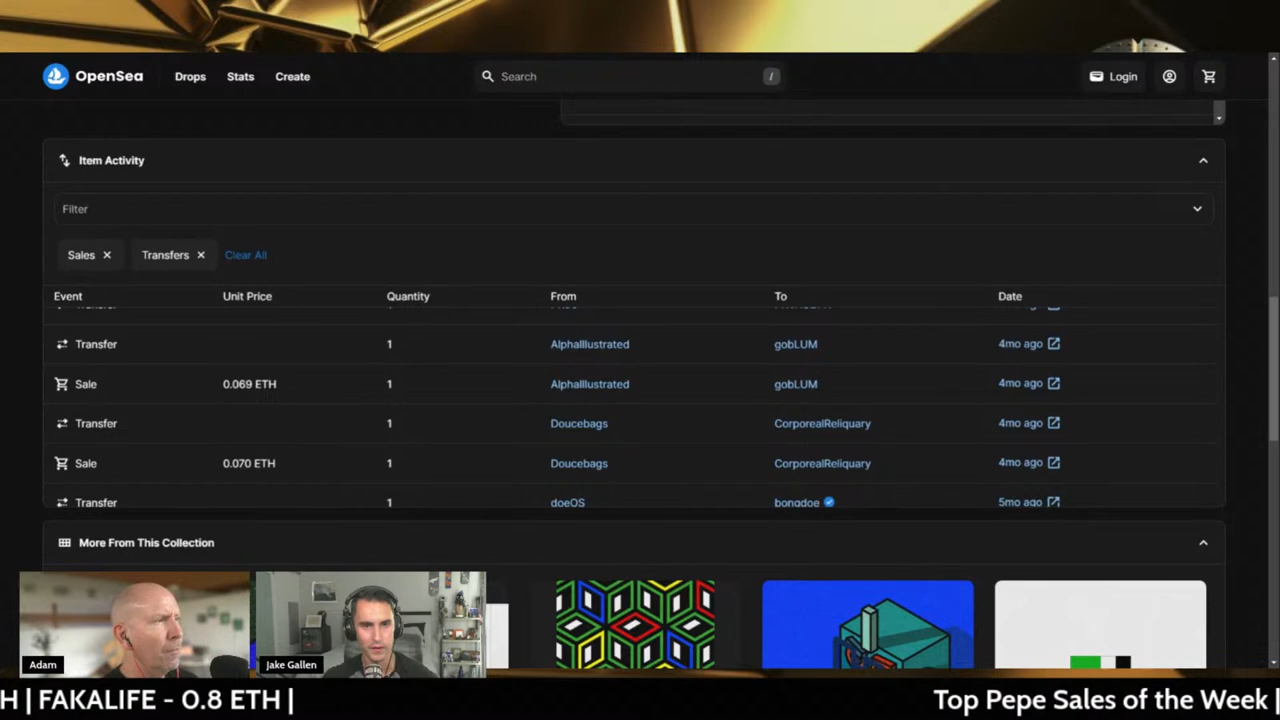 OpenSea Drops Stats Create Search / Login
Item Activity
Filter
Sales Transfers Clear All
Event Unit Price Quantity From To Date
Transfer 1 AlphaIllustrated gobLUM 4mo ago
Sale 0.069 ETH 1 AlphaIllustrated gobLUM 4mo ago
Transfer 1 Doucebags CorporealReliquary 4mo ago
Sale 0.070 ETH 1 Doucebags CorporealReliquary 4mo ago
Transfer 1 doeOS bongdoe 5mo ago
More From This Collection
Adam Jake Gallen
H | FAKALIFE - 0.8 ETH | Top Pepe Sales of the Week |